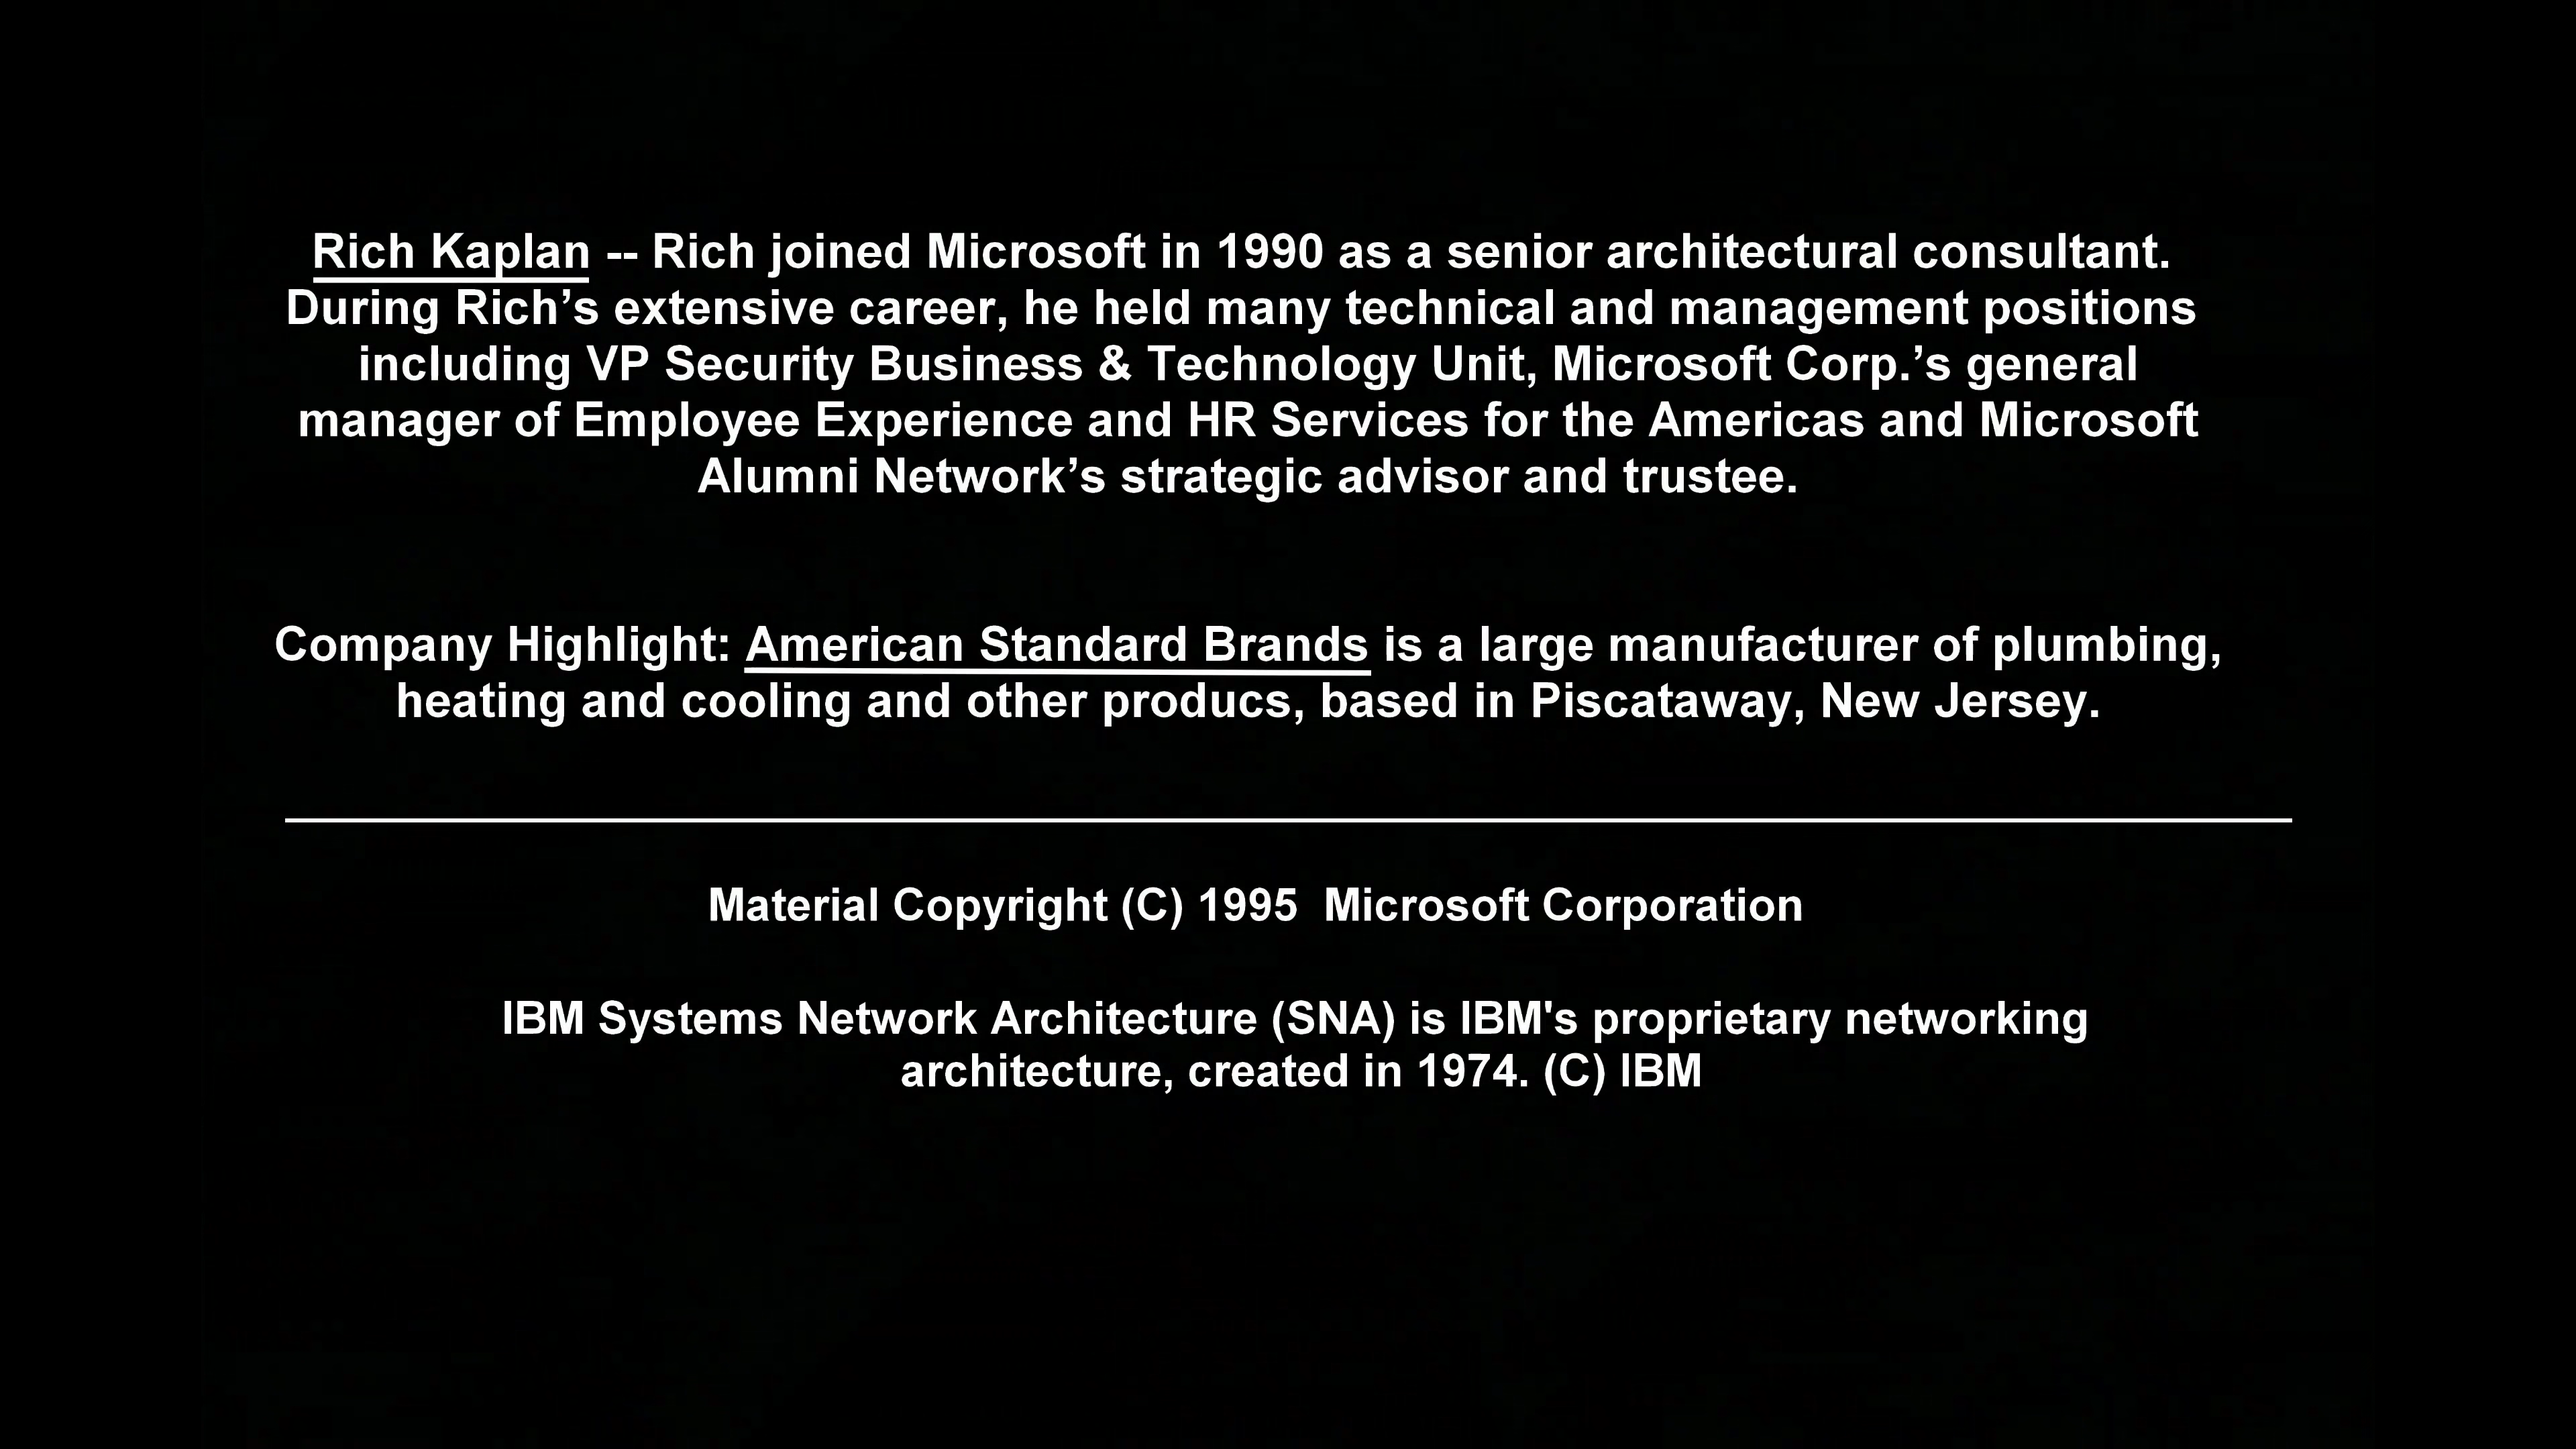 Rich Kaplan -- Rich joined Microsoft in 1990 as a senior architectural consultant.
During Rich’s extensive career, he held many technical and management positions
including VP Security Business & Technology Unit, Microsoft Corp.’s general
manager of Employee Experience and HR Services for the Americas and Microsoft
Alumni Network’s strategic advisor and trustee.
Company Highlight: American Standard Brands is a large manufacturer of plumbing,
heating and cooling and other producs, based in Piscataway, New Jersey.
Material Copyright (C) 1995  Microsoft Corporation
IBM Systems Network Architecture (SNA) is IBM's proprietary networking
architecture, created in 1974. (C) IBM